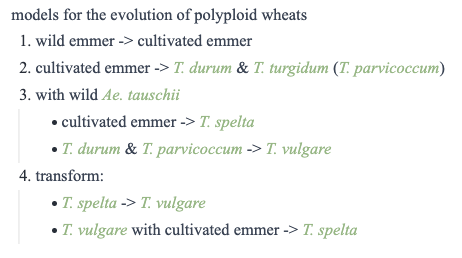 models for the evolution of polyploid wheats
1. wild emmer -> cultivated emmer
2. cultivated emmer -> T. durum & T. turgidum (T. parvicoccum)
3. with wild Ae. tauschii
• cultivated emmer -> T. spelta
• T. durum & T. parvicoccum -> T. vulgare
4. transform:
• T. spelta -> T. vulgare
• T. vulgare with cultivated emmer -> T. spelta